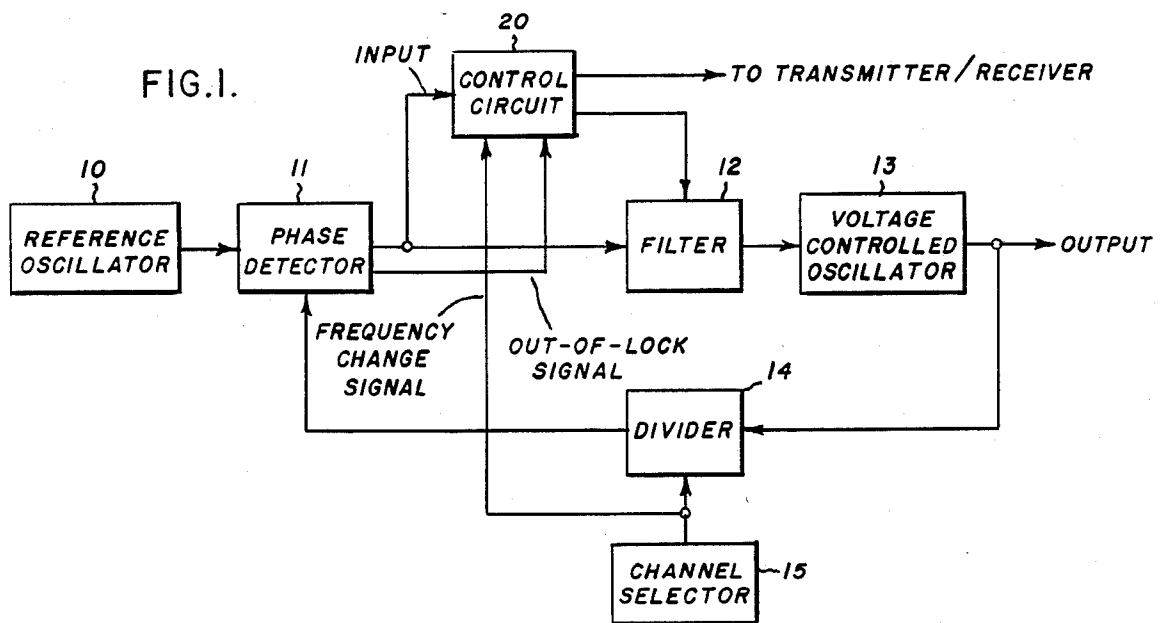 FIG.1.
20
INPUT
CONTROL
CIRCUIT
TO TRANSMITTER/RECEIVER
10
REFERENCE
OSCILLATOR
11
PHASE
DETECTOR
12
FILTER
13
VOLTAGE
CONTROLLED
OSCILLATOR
OUTPUT
FREQUENCY
CHANGE
SIGNAL
OUT-OF-LOCK
SIGNAL
14
DIVIDER
CHANNEL
SELECTOR
15